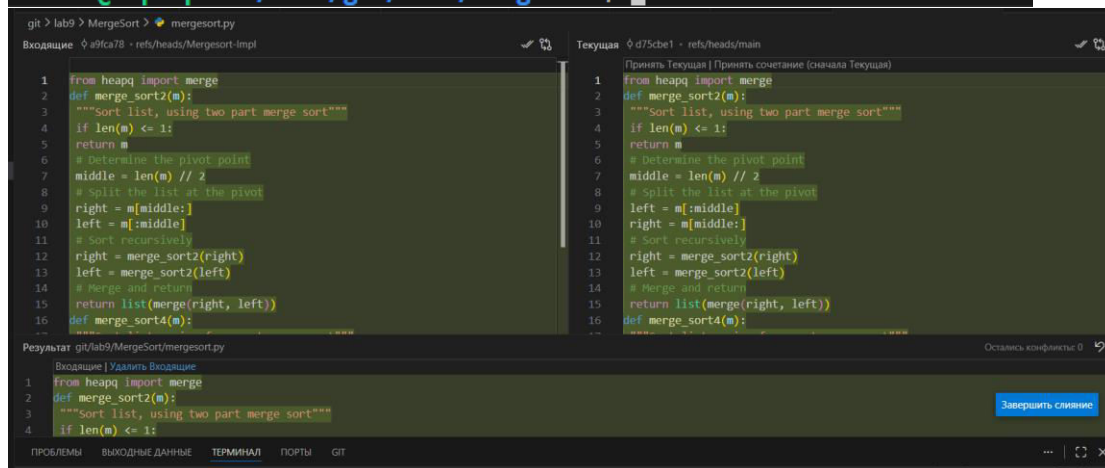 git > lab9 > MergeSort > mergesort.py
Входящие a9fca78 · refs/heads/Mergesort-Impl
1 from heapq import merge
2 def merge_sort2(m):
3 """Sort list, using two part merge sort"""
4 if len(m) <= 1:
5 return m
6 # Determine the pivot point
7 middle = len(m) // 2
8 # Split the list at the pivot
9 right = m[middle:]
10 left = m[:middle]
11 # Sort recursively
12 right = merge_sort2(right)
13 left = merge_sort2(left)
14 # Merge and return
15 return list(merge(right, left))
16 def merge_sort4(m):
Текущая d75cbe1 · refs/heads/main
Принять Текущая | Принять сочетание (сначала Текущая)
1 from heapq import merge
2 def merge_sort2(m):
3 """Sort list, using two part merge sort"""
4 if len(m) <= 1:
5 return m
6 # Determine the pivot point
7 middle = len(m) // 2
8 # Split the list at the pivot
9 left = m[:middle]
10 right = m[middle:]
11 # Sort recursively
12 right = merge_sort2(right)
13 left = merge_sort2(left)
14 # Merge and return
15 return list(merge(right, left))
16 def merge_sort4(m):
Результат git/lab9/MergeSort/mergesort.py
Остались конфликты: 0
Входящие | Удалить Входящие
1 from heapq import merge
2 def merge_sort2(m):
3 """Sort list, using two part merge sort"""
4 if len(m) <= 1:
Завершить слияние
ПРОБЛЕМЫ ВЫХОДНЫЕ ДАННЫЕ ТЕРМИНАЛ ПОРТЫ GIT